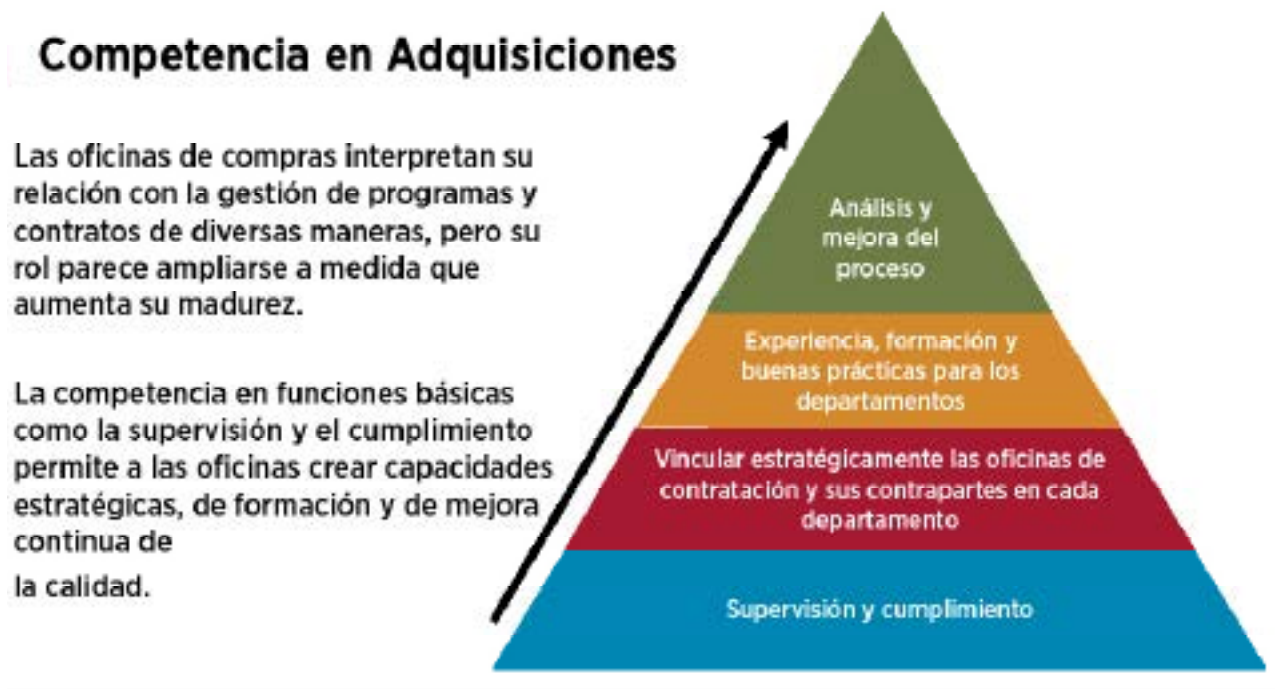 Competencia en Adquisiciones
Las oficinas de compras interpretan su
relación con la gestión de programas y
contratos de diversas maneras, pero su
rol parece ampliarse a medida que
aumenta su madurez.
La competencia en funciones básicas
como la supervisión y el cumplimiento
permite a las oficinas crear capacidades
estratégicas, de formación y de mejora
continua de
la calidad.
Análisis y
mejora del
proceso
Experiencia, formación y
buenas prácticas para los
departamentos
Vincular estratégicamente las oficinas de
contratación y sus contrapartes en cada
departamento
Supervisión y cumplimiento